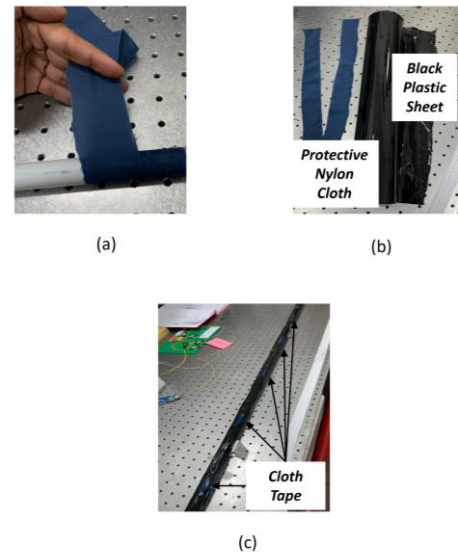 Black
Plastic
Sheet
Protective
Nylon
Cloth
(a)
(b)
Cloth
Tape
(c)